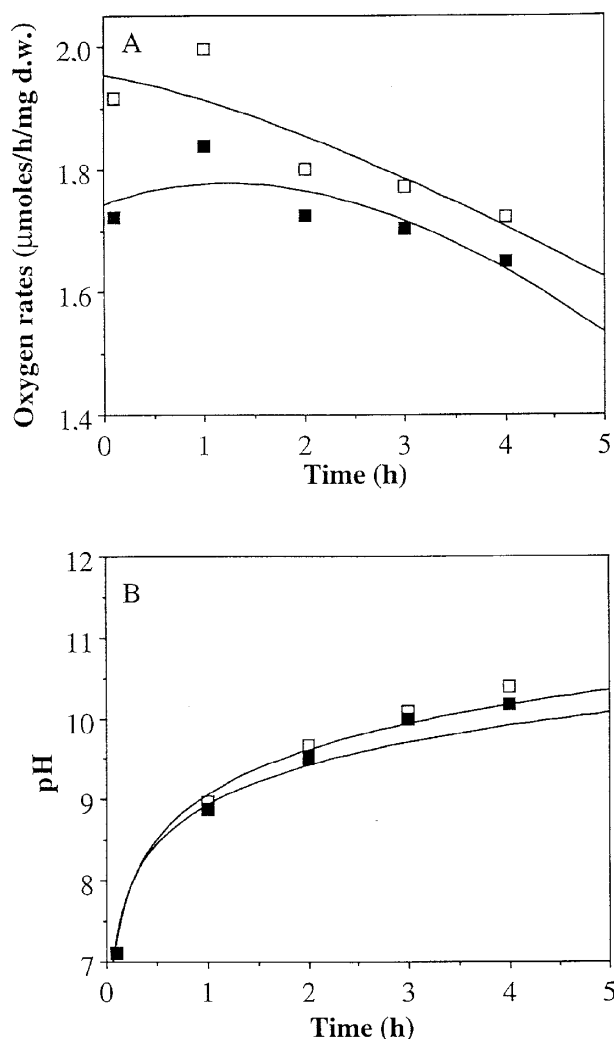 A
2.0
1.8
1.6
1.4
Oxygen rates (μmoles/h/mg d.w.)
0 1 2 3 4 5
Time (h)
B
12
11
10
9
8
7
pH
0 1 2 3 4 5
Time (h)